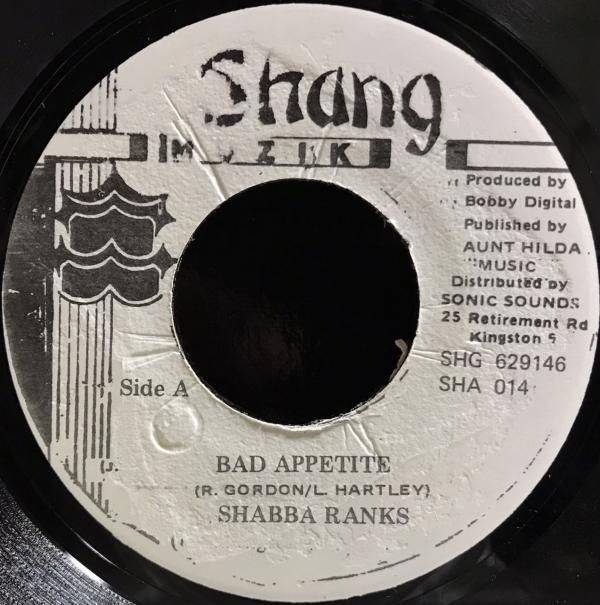 Shang
MUZIK
Produced by
Bobby Digital
Published by
AUNT HILDA
"MUSIC
Distributed by
SONIC SOUNDS
25 Retirement Rd
Kingston 5
SHG 629146
SHA 014
Side A
BAD APPETITE
(R. GORDON/L. HARTLEY)
SHABBA RANKS